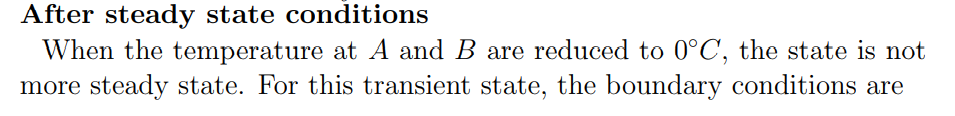 After steady state conditions
When the temperature at A and B are reduced to 0°C, the state is not
more steady state. For this transient state, the boundary conditions are